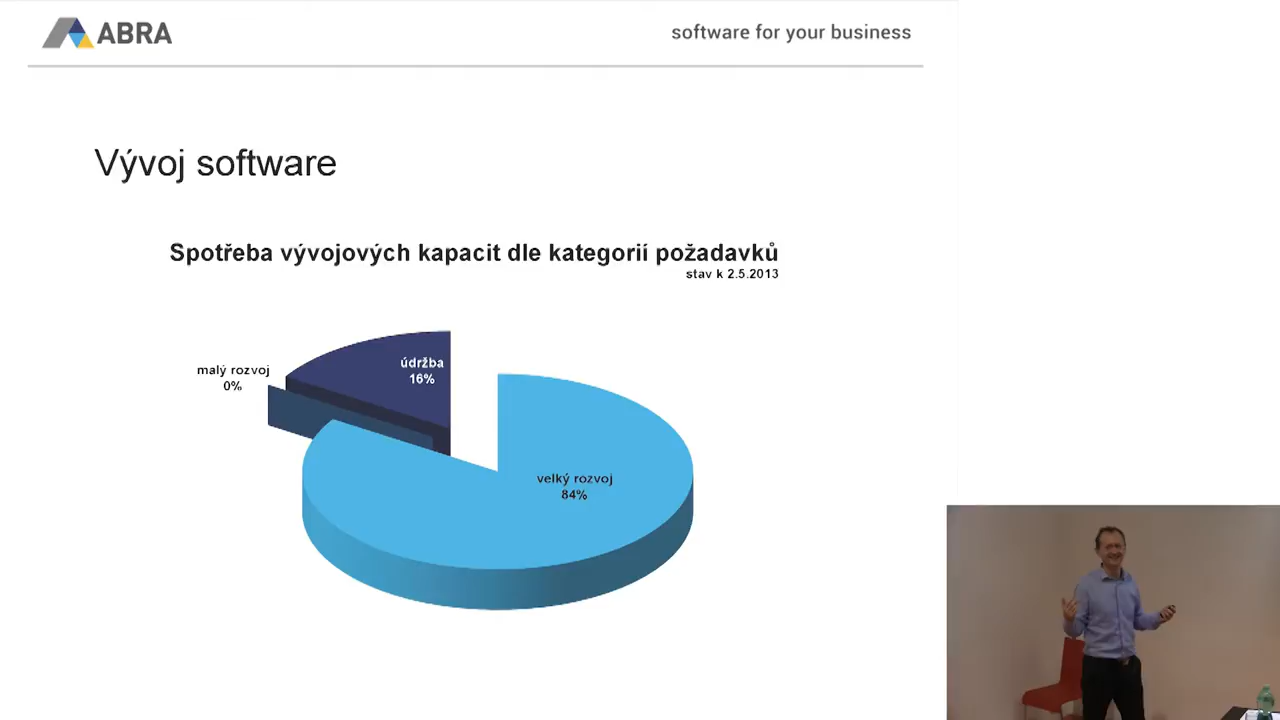 ABRA
software for your business
Vývoj software
Spotřeba vývojových kapacit dle kategorií požadavků
stav k 2.5.2013
malý rozvoj
0%
údržba
16%
velký rozvoj
84%